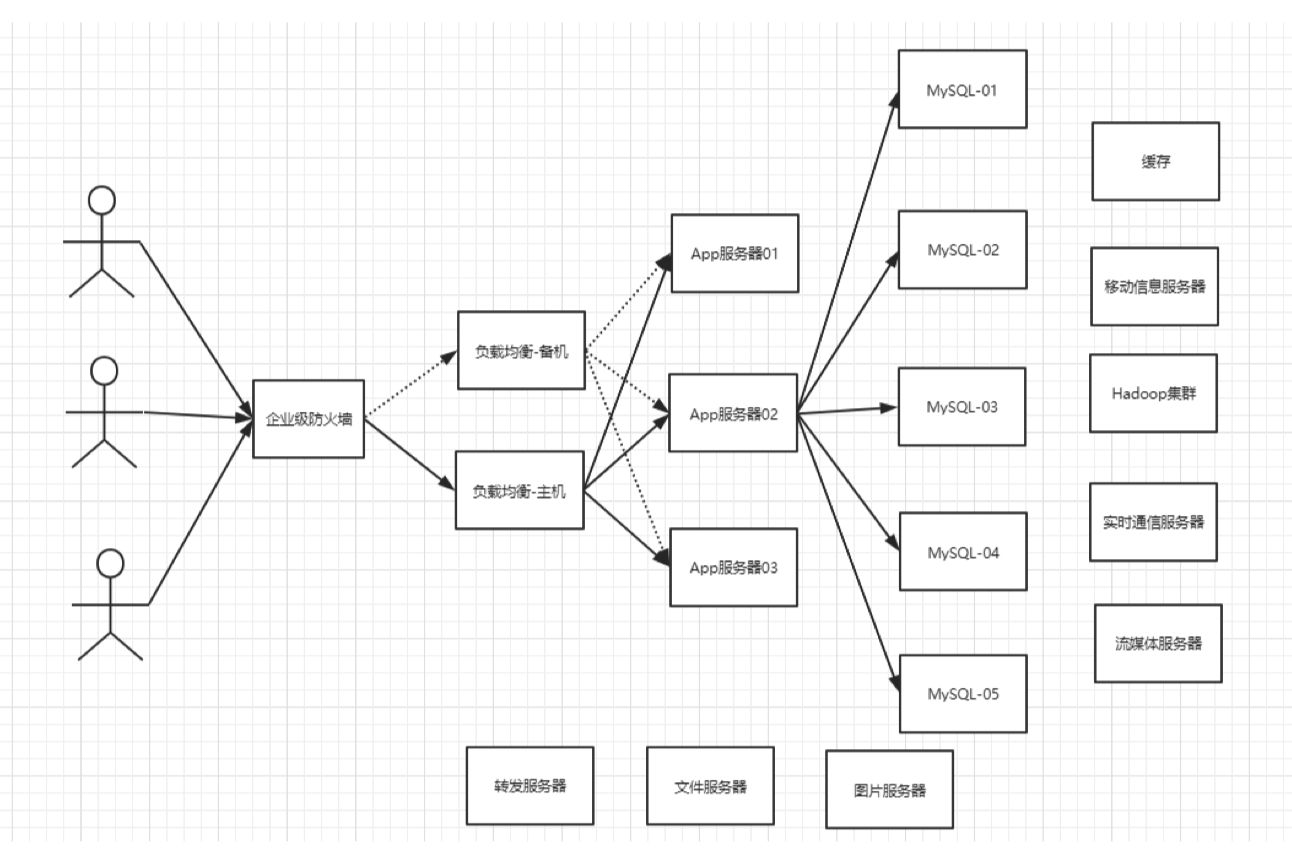 MySQL-01
缓存
App服务器01
MySQL-02
移动信息服务器
负载均衡-备机
Hadoop集群
企业级防火墙
App服务器02
MySQL-03
负载均衡-主机
实时通信服务器
App服务器03
MySQL-04
流媒体服务器
MySQL-05
转发服务器
文件服务器
图片服务器